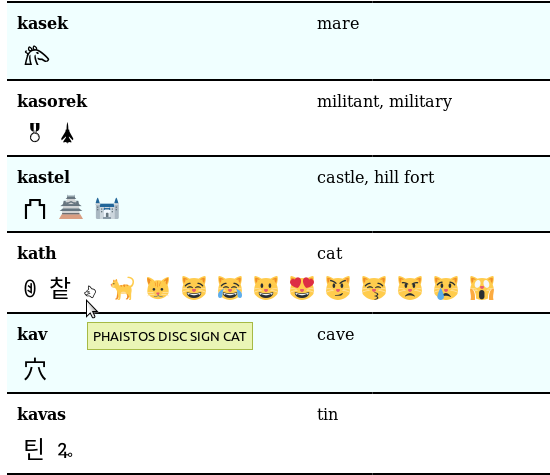 kasek mare
kasorek militant, military
🎖
kastel castle, hill fort
🏯 🏰
kath cat
찰 🐈 🐱 😸 😹 😺 😻 😼 😽 😾 😿 🙀
PHAISTOS DISC SIGN CAT
kav cave
穴
kavas tin
틴